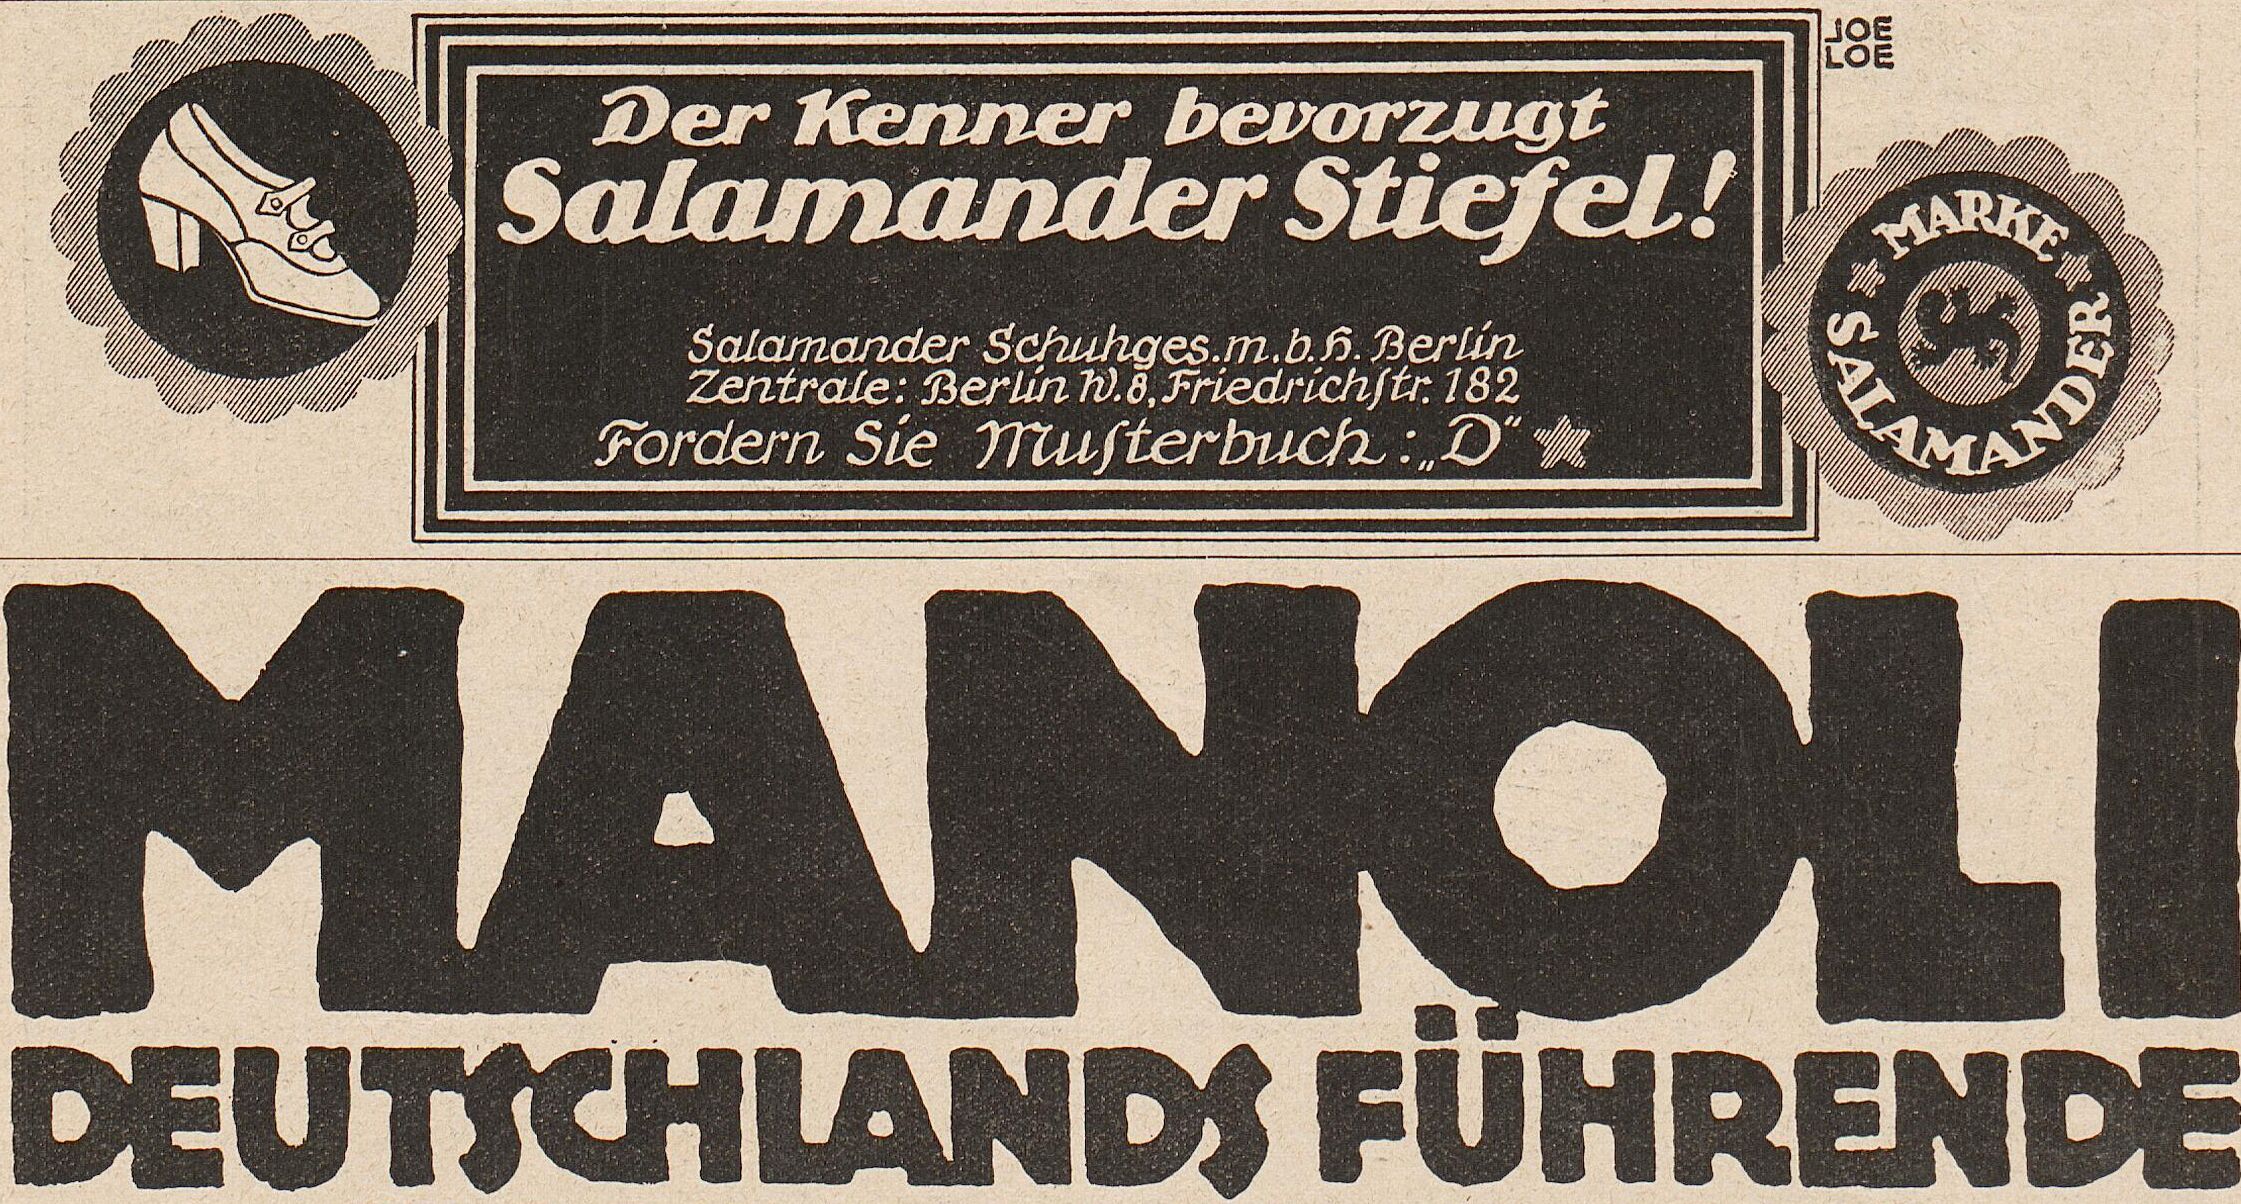 JOE
LOE
Der Kenner bevorzugt
Salamander Stiefel!
Salamander Schuhges.m.b.H. Berlin
Zentrale: Berlin W.8, Friedrichſtr. 182
Fordern Sie Muſterbuch: „D“
MARKE
SALAMANDER
MANOLI
DEUTSCHLANDS FÜHRENDE